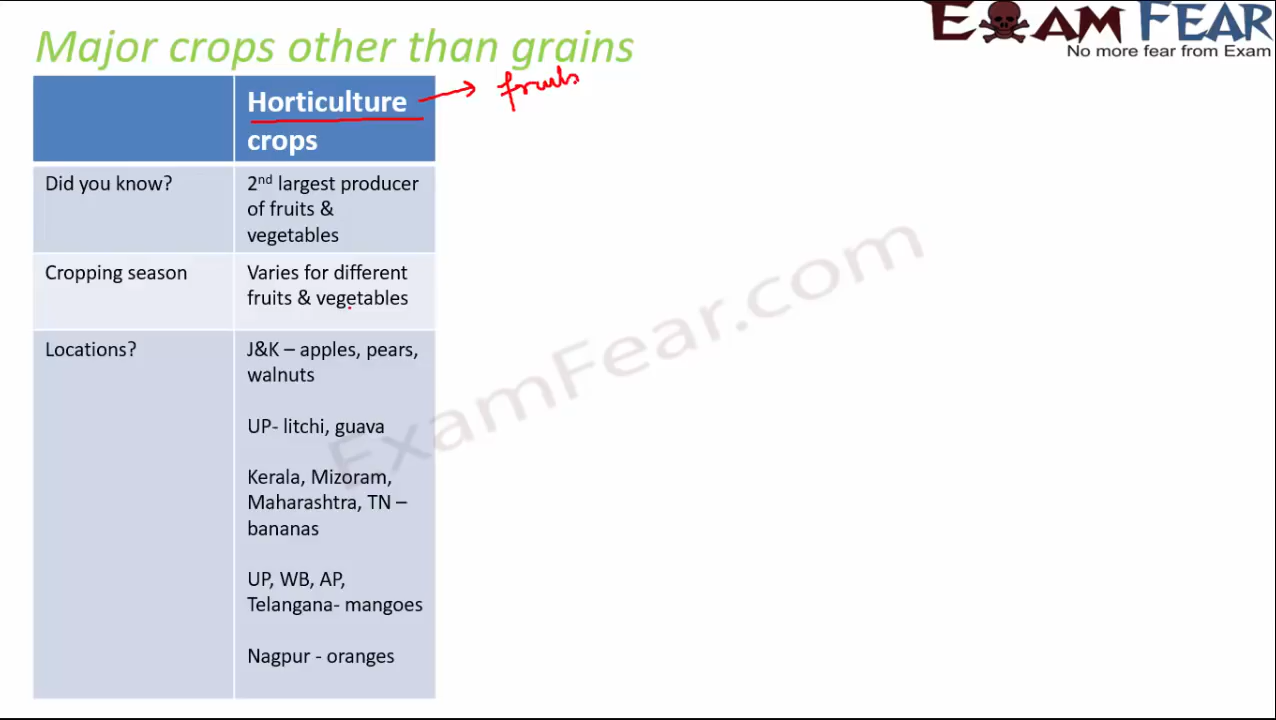 Major crops other than grains
EXAM FEAR
No more fear from Exam
Horticulture
crops
fruits
Did you know?
2nd largest producer
of fruits &
vegetables
Cropping season
Varies for different
fruits & vegetables
Locations?
J&K – apples, pears,
walnuts
UP- litchi, guava
Kerala, Mizoram,
Maharashtra, TN –
bananas
UP, WB, AP,
Telangana- mangoes
Nagpur - oranges
ExamFear.com